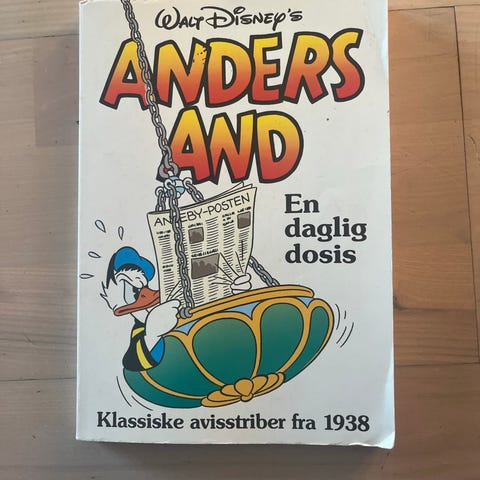 WALT DISNEY'S
ANDERS
AND
ANDEBY-POSTEN
En
daglig
dosis
Klassiske avisstriber fra 1938